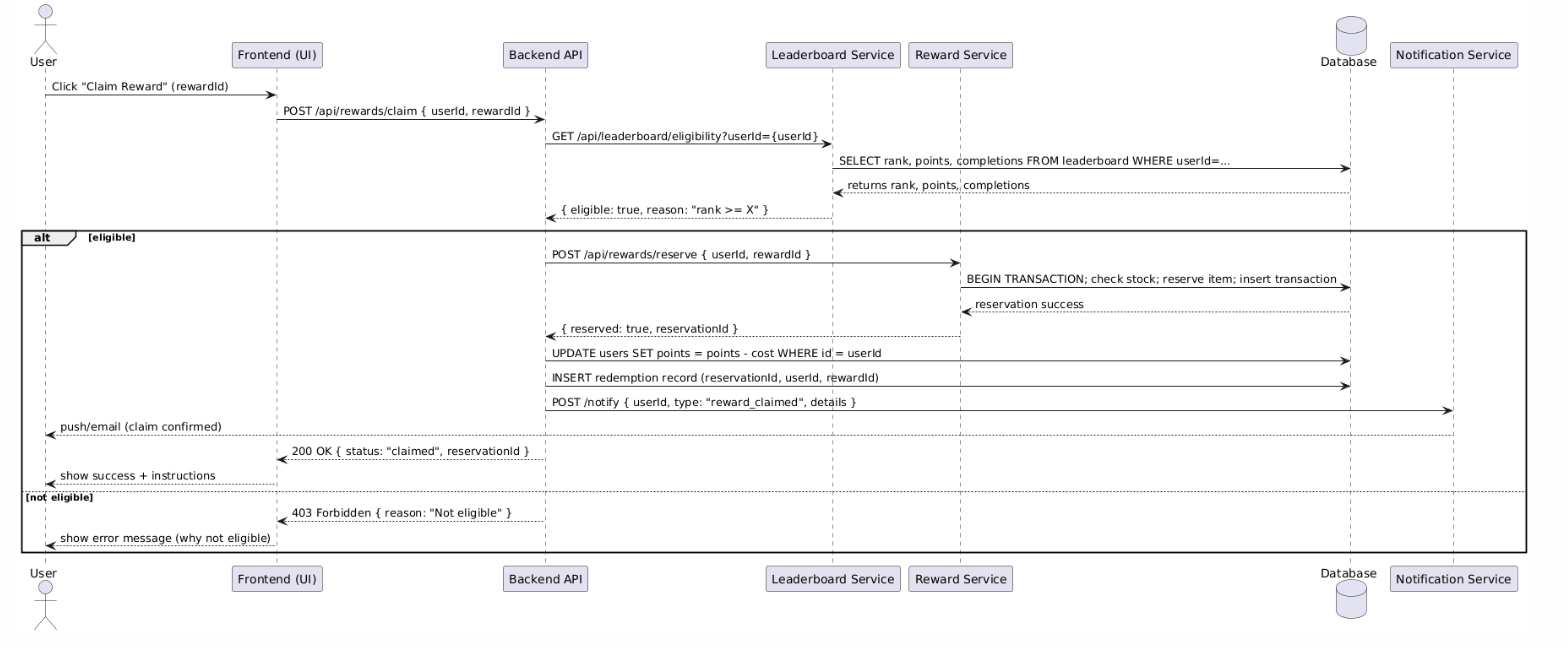 User
Frontend (UI)
Backend API
Leaderboard Service
Reward Service
Database
Notification Service
Click "Claim Reward" (rewardId)
POST /api/rewards/claim { userId, rewardId }
GET /api/leaderboard/eligibility?userId={userId}
SELECT rank, points, completions FROM leaderboard WHERE userId=...
returns rank, points, completions
{ eligible: true, reason: "rank >= X" }
alt
[eligible]
POST /api/rewards/reserve { userId, rewardId }
BEGIN TRANSACTION; check stock; reserve item; insert transaction
reservation success
{ reserved: true, reservationId }
UPDATE users SET points = points - cost WHERE id = userId
INSERT redemption record (reservationId, userId, rewardId)
POST /notify { userId, type: "reward_claimed", details }
push/email (claim confirmed)
200 OK { status: "claimed", reservationId }
show success + instructions
[not eligible]
403 Forbidden { reason: "Not eligible" }
show error message (why not eligible)
User
Frontend (UI)
Backend API
Leaderboard Service
Reward Service
Database
Notification Service